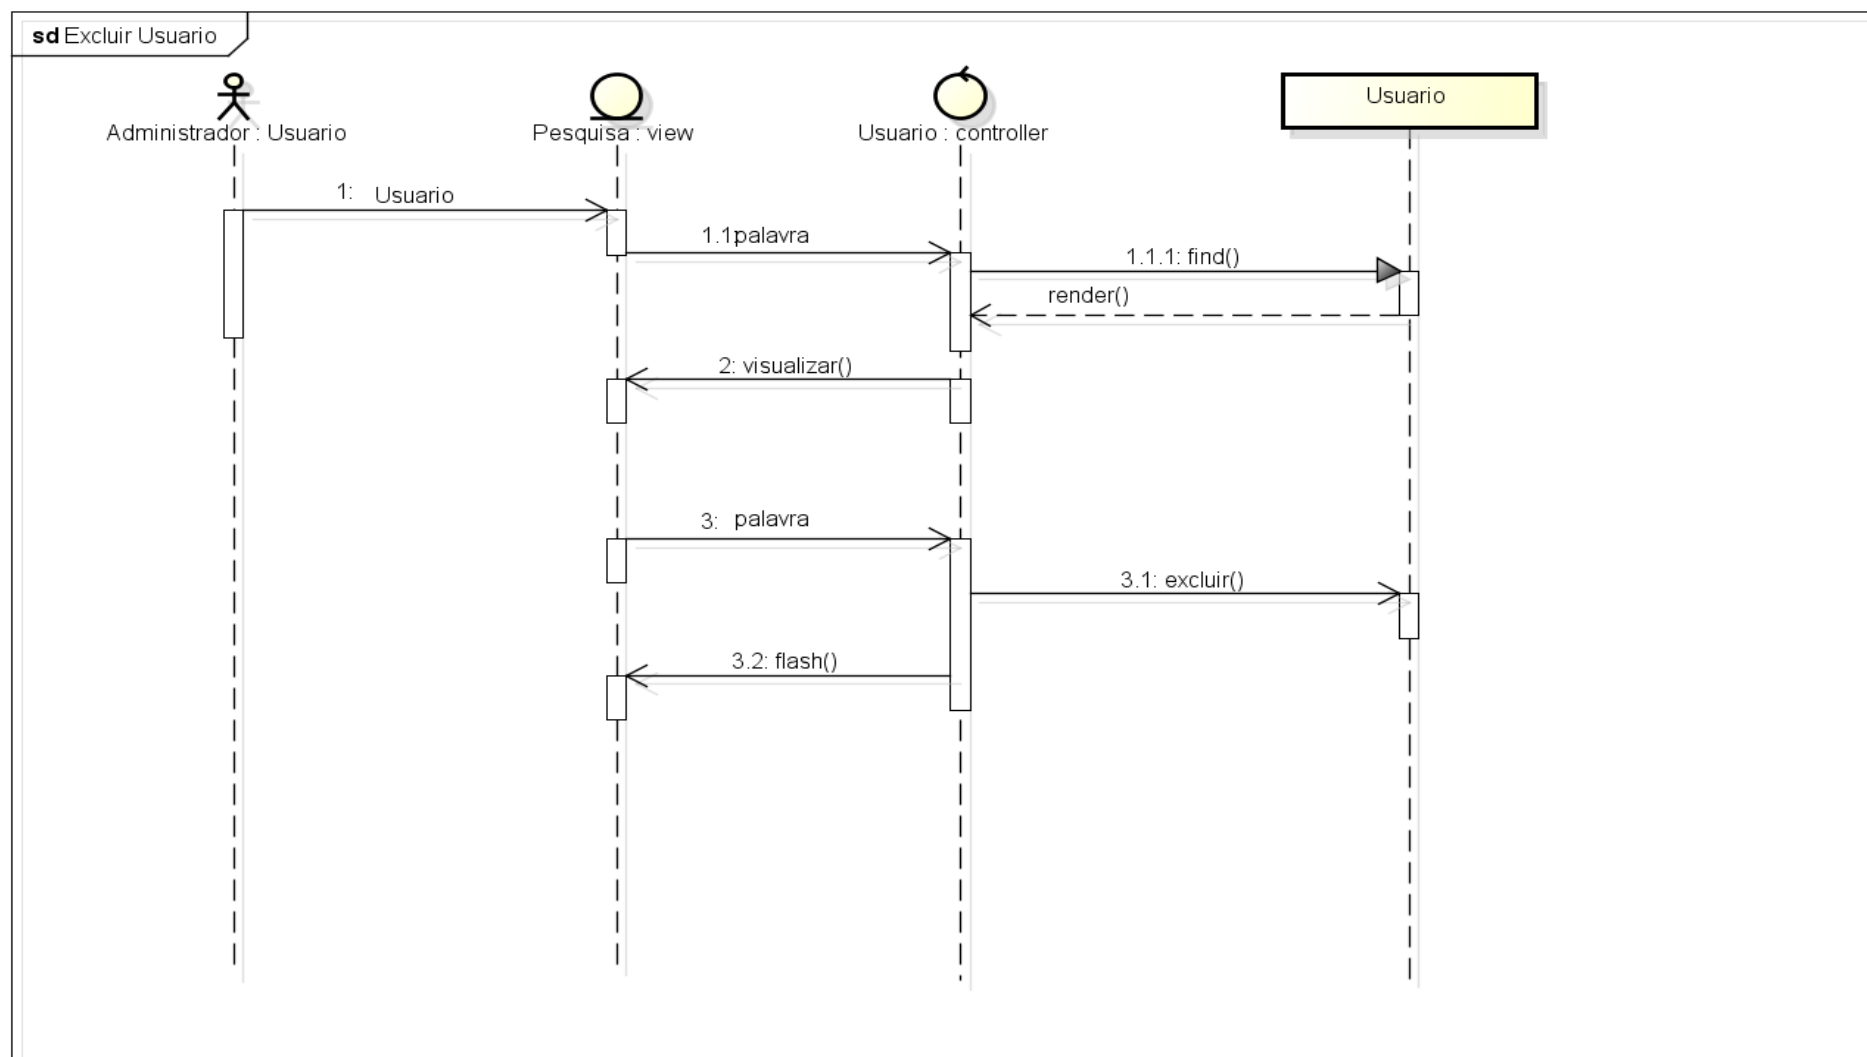 sd Excluir Usuario
Administrador : Usuario
Pesquisa : view
Usuario : controller
Usuario
1: Usuario
1.1palavra
1.1.1: find()
render()
2: visualizar()
3: palavra
3.1: excluir()
3.2: flash()